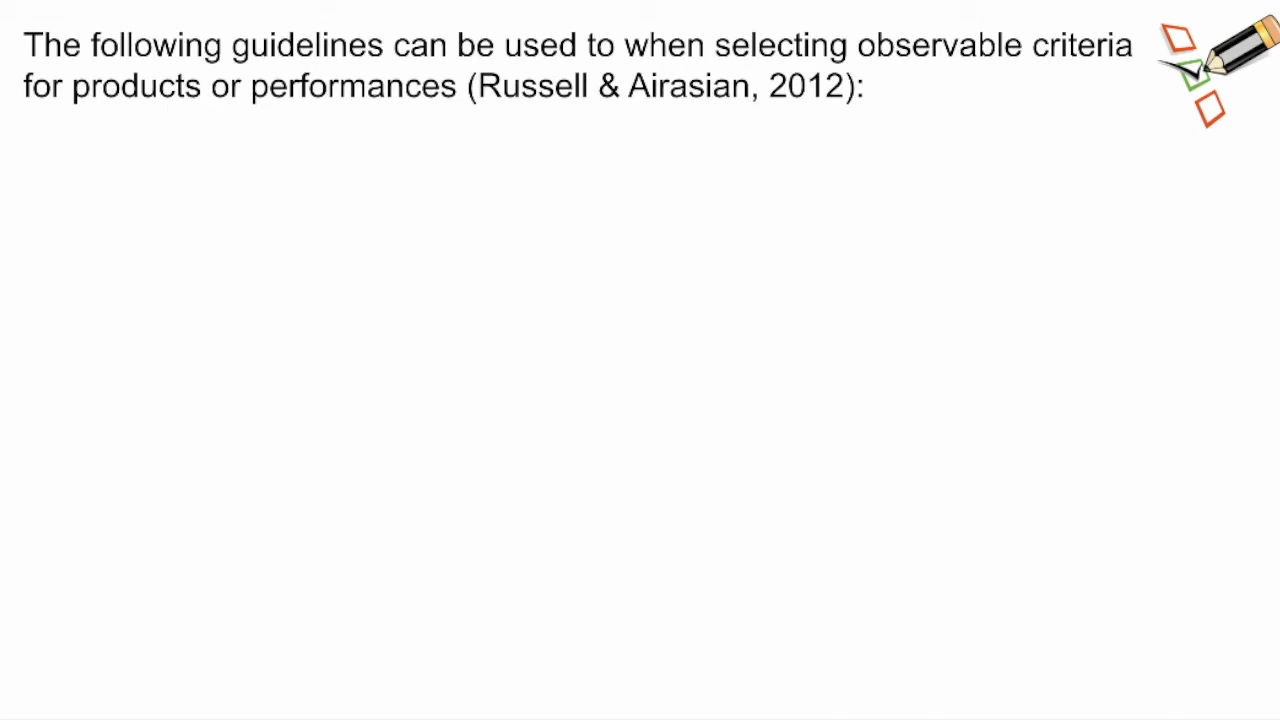 The following guidelines can be used to when selecting observable criteria
for products or performances (Russell & Airasian, 2012):